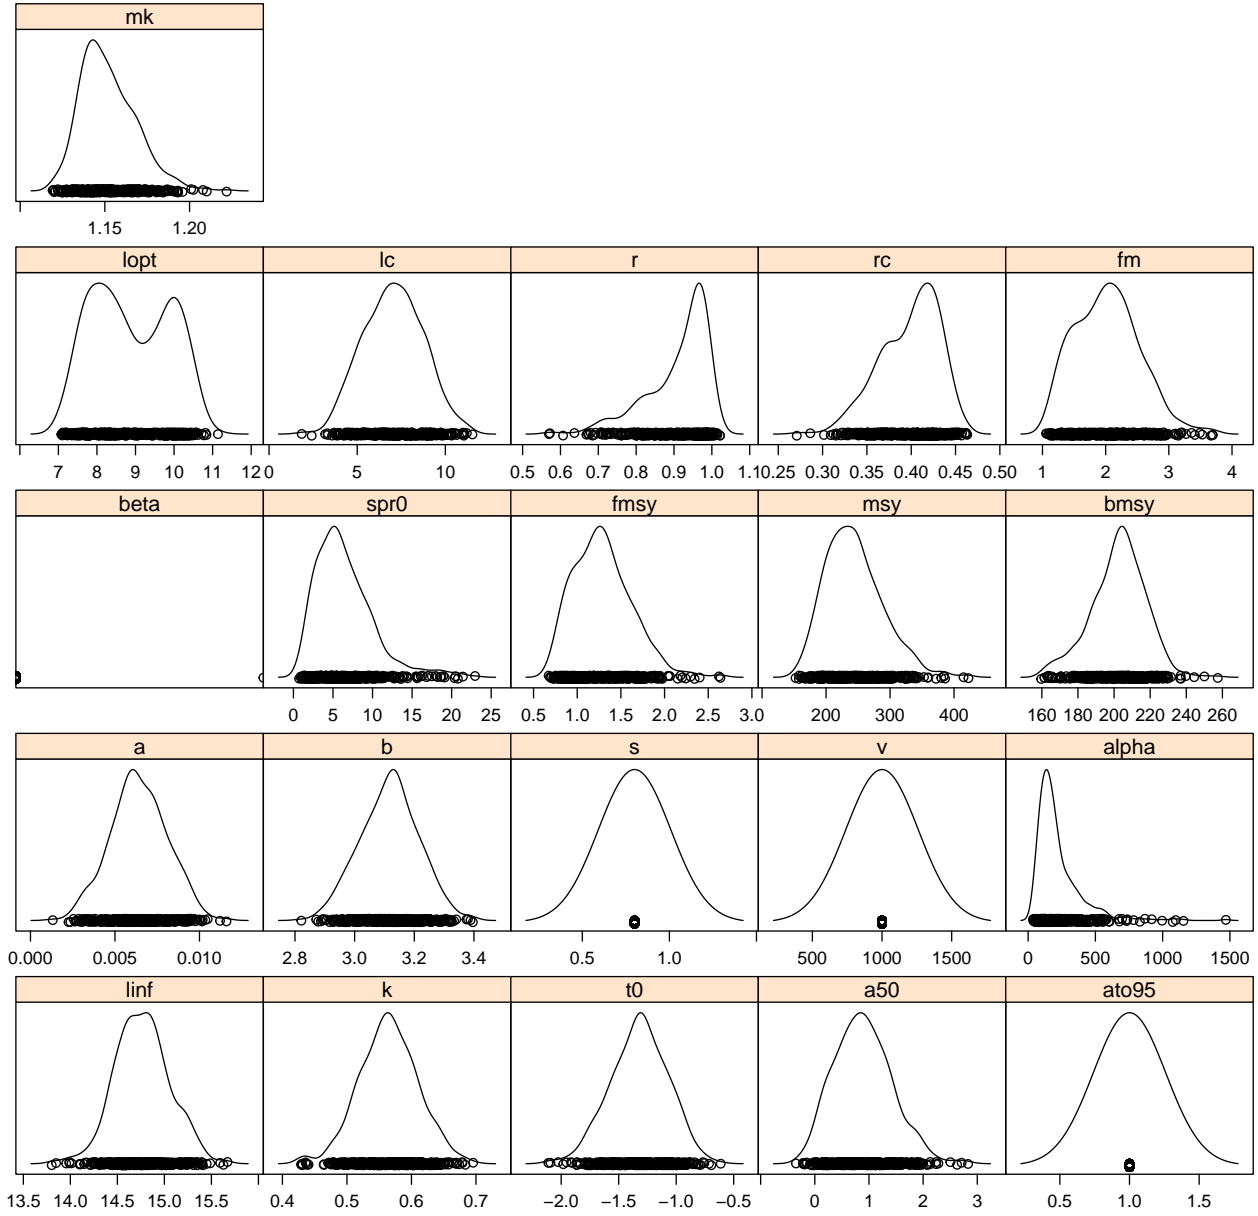 mk
1.15 1.20
lopt lc r rc fm
7 8 9 10 11 12 5 10 0.5 0.6 0.7 0.8 0.9 1.0 1.1 0.25 0.30 0.35 0.40 0.45 0.50 1 2 3 4
beta spr0 fmsy msy bmsy
0 5 10 15 20 25 0.5 1.0 1.5 2.0 2.5 3.0 200 300 400 160 180 200 220 240 260
a b s v alpha
0.000 0.005 0.010 2.8 3.0 3.2 3.4 0.5 1.0 500 1000 1500 0 500 1000 1500
linf k t0 a50 ato95
13.5 14.0 14.5 15.0 15.5 0.4 0.5 0.6 0.7 −2.0 −1.5 −1.0 −0.5 0 1 2 3 0.5 1.0 1.5